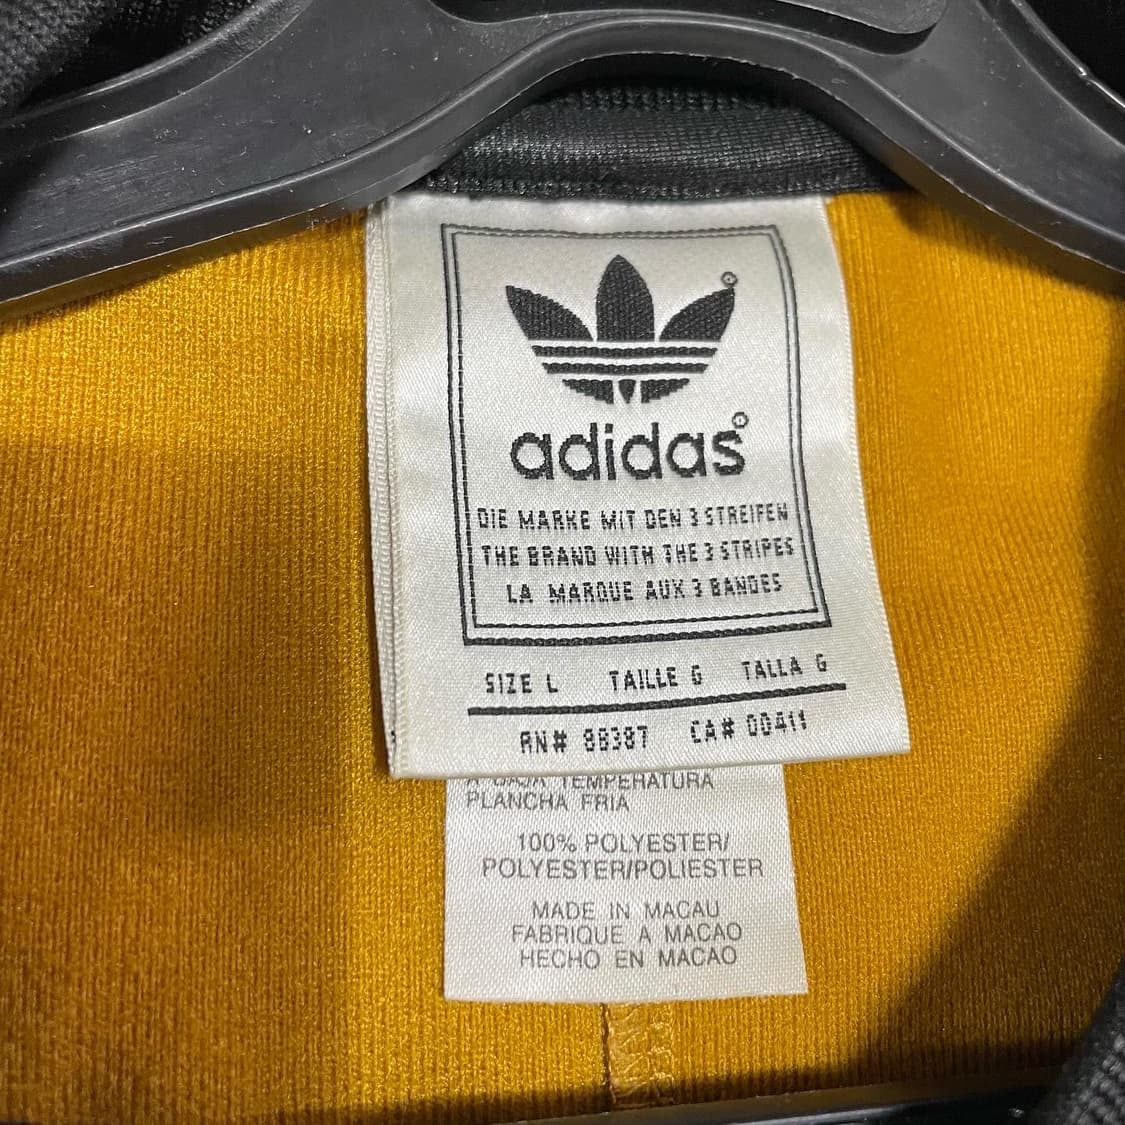 adidas
DIE MARKE MIT DEN 3 STREIFEN
THE BRAND WITH THE 3 STRIPES
LA MARQUE AUX 3 BANDES
SIZE L TAILLE G TALLA G
RN# 88387 CA# 00411
A BAJA TEMPERATURA
PLANCHA FRIA
100% POLYESTER/
POLYESTER/POLIESTER
MADE IN MACAU
FABRIQUE A MACAO
HECHO EN MACAO